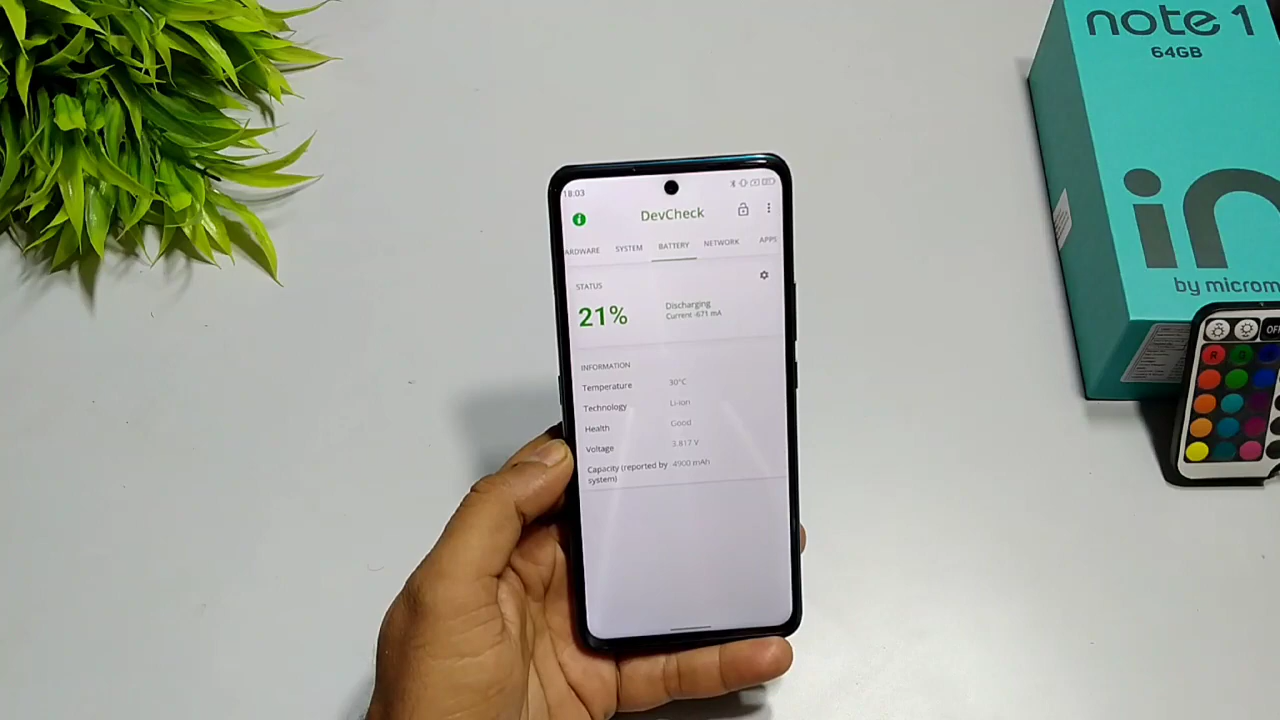 note 1
64GB
in
by microm
18:03
DevCheck
ARDWARE SYSTEM BATTERY NETWORK APPS
STATUS
21%
Discharging
Current -671 mA
INFORMATION
Temperature 30°C
Technology Li-ion
Health Good
Voltage 3.817 V
Capacity (reported by system) 4900 mAh
OFF
R